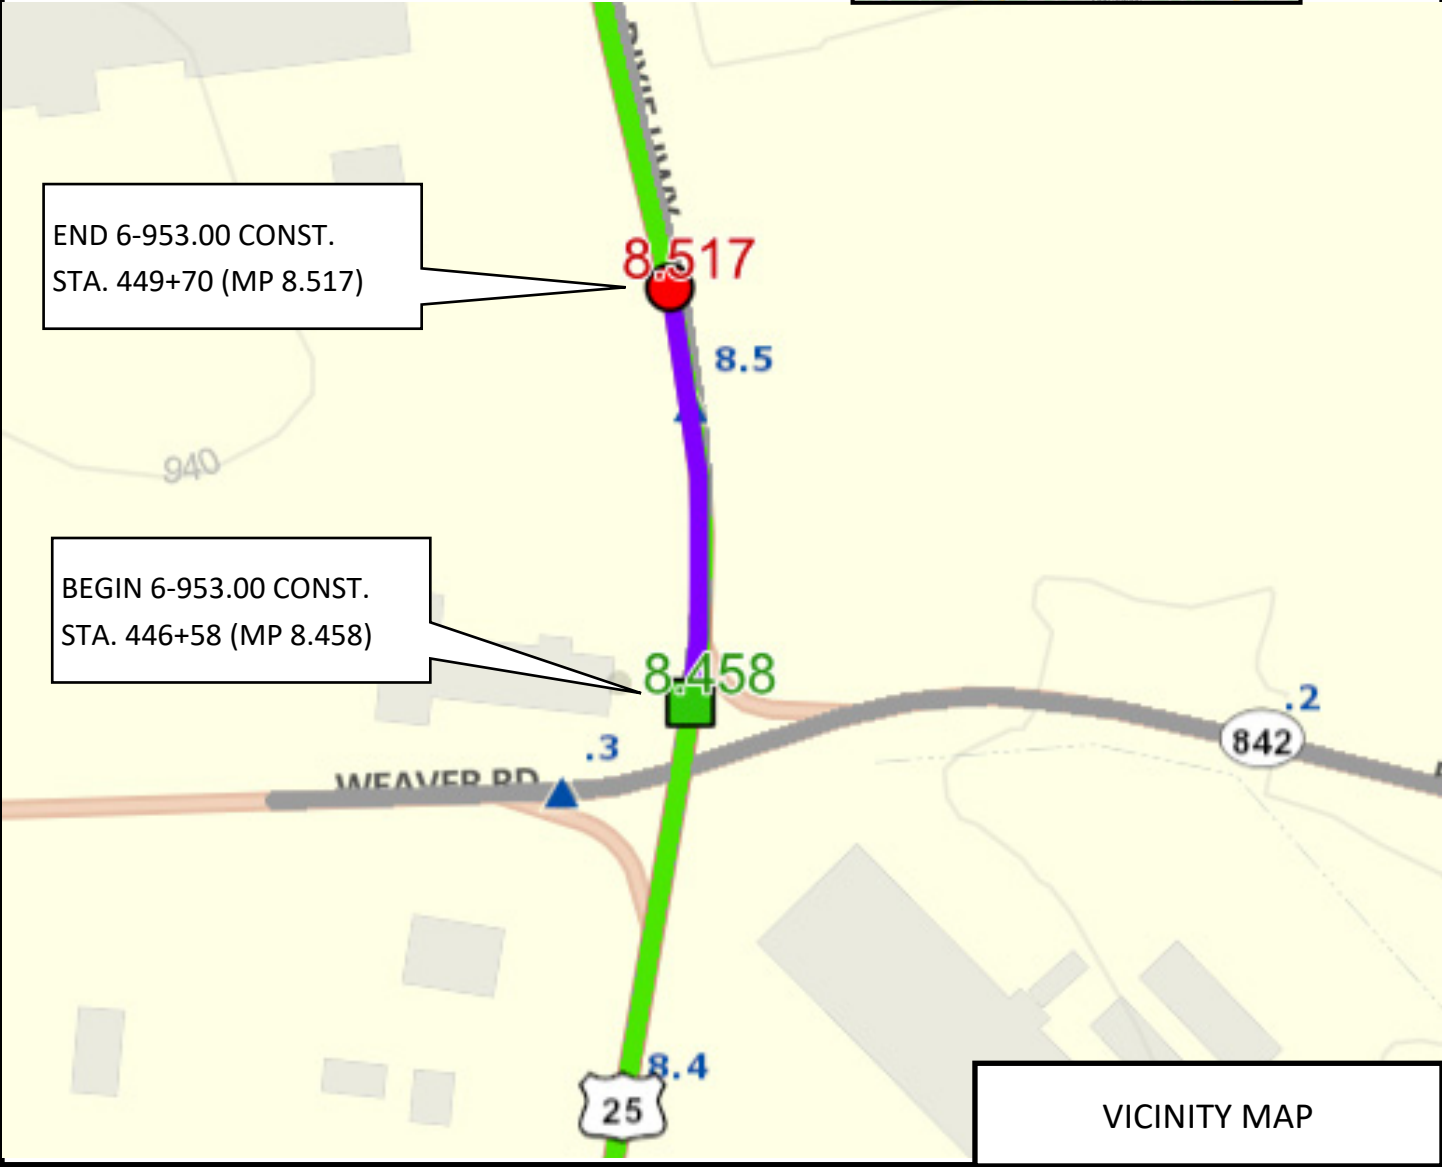 DIXIE HWY
END 6-953.00 CONST.
STA. 449+70 (MP 8.517)
8.517
8.5
940
BEGIN 6-953.00 CONST.
STA. 446+58 (MP 8.458)
8.458
.2
842
.3
WEAVER RD
8.4
25
VICINITY MAP